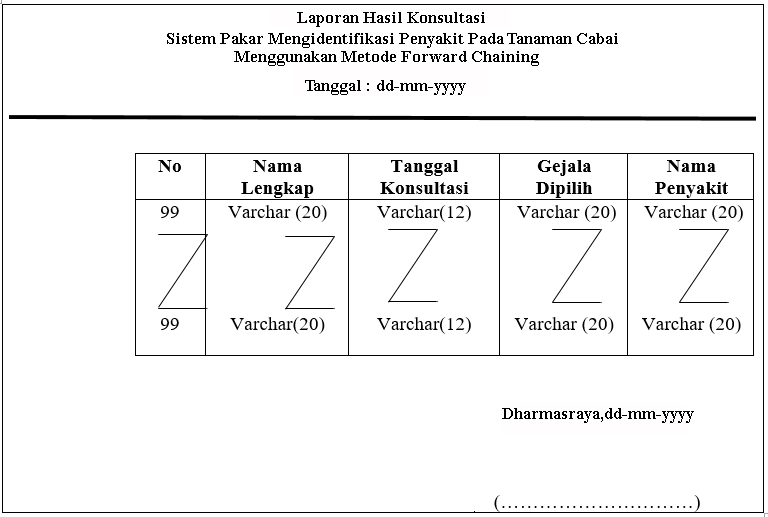 Laporan Hasil Konsultasi
Sistem Pakar Mengidentifikasi Penyakit Pada Tanaman Cabai
Menggunakan Metode Forward Chaining
Tanggal : dd-mm-yyyy
No Nama Lengkap Tanggal Konsultasi Gejala Dipilih Nama Penyakit
99 Varchar (20) Varchar(12) Varchar (20) Varchar (20)
99 Varchar(20) Varchar(12) Varchar (20) Varchar (20)
Dharmasraya,dd-mm-yyyy
(…………………………)